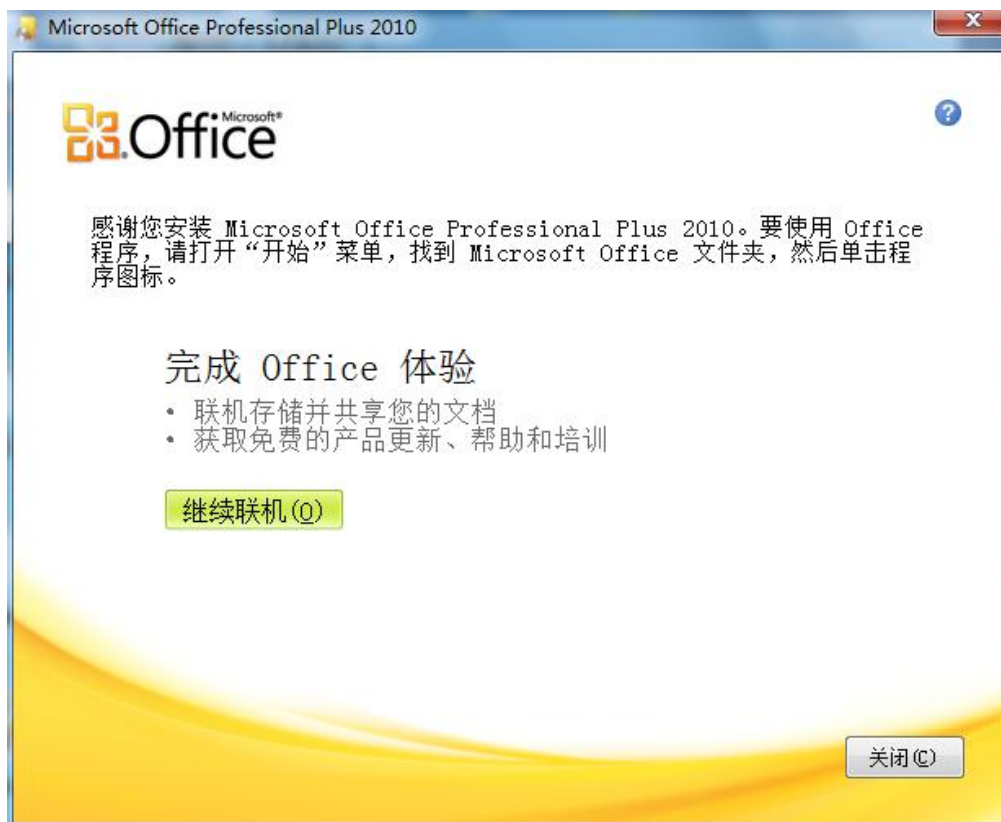 Microsoft Office Professional Plus 2010
Microsoft®
Office
感谢您安装 Microsoft Office Professional Plus 2010。要使用 Office
程序，请打开“开始”菜单，找到 Microsoft Office 文件夹，然后单击程
序图标。
完成 Office 体验
• 联机存储并共享您的文档
• 获取免费的产品更新、帮助和培训
继续联机(O)
关闭(C)